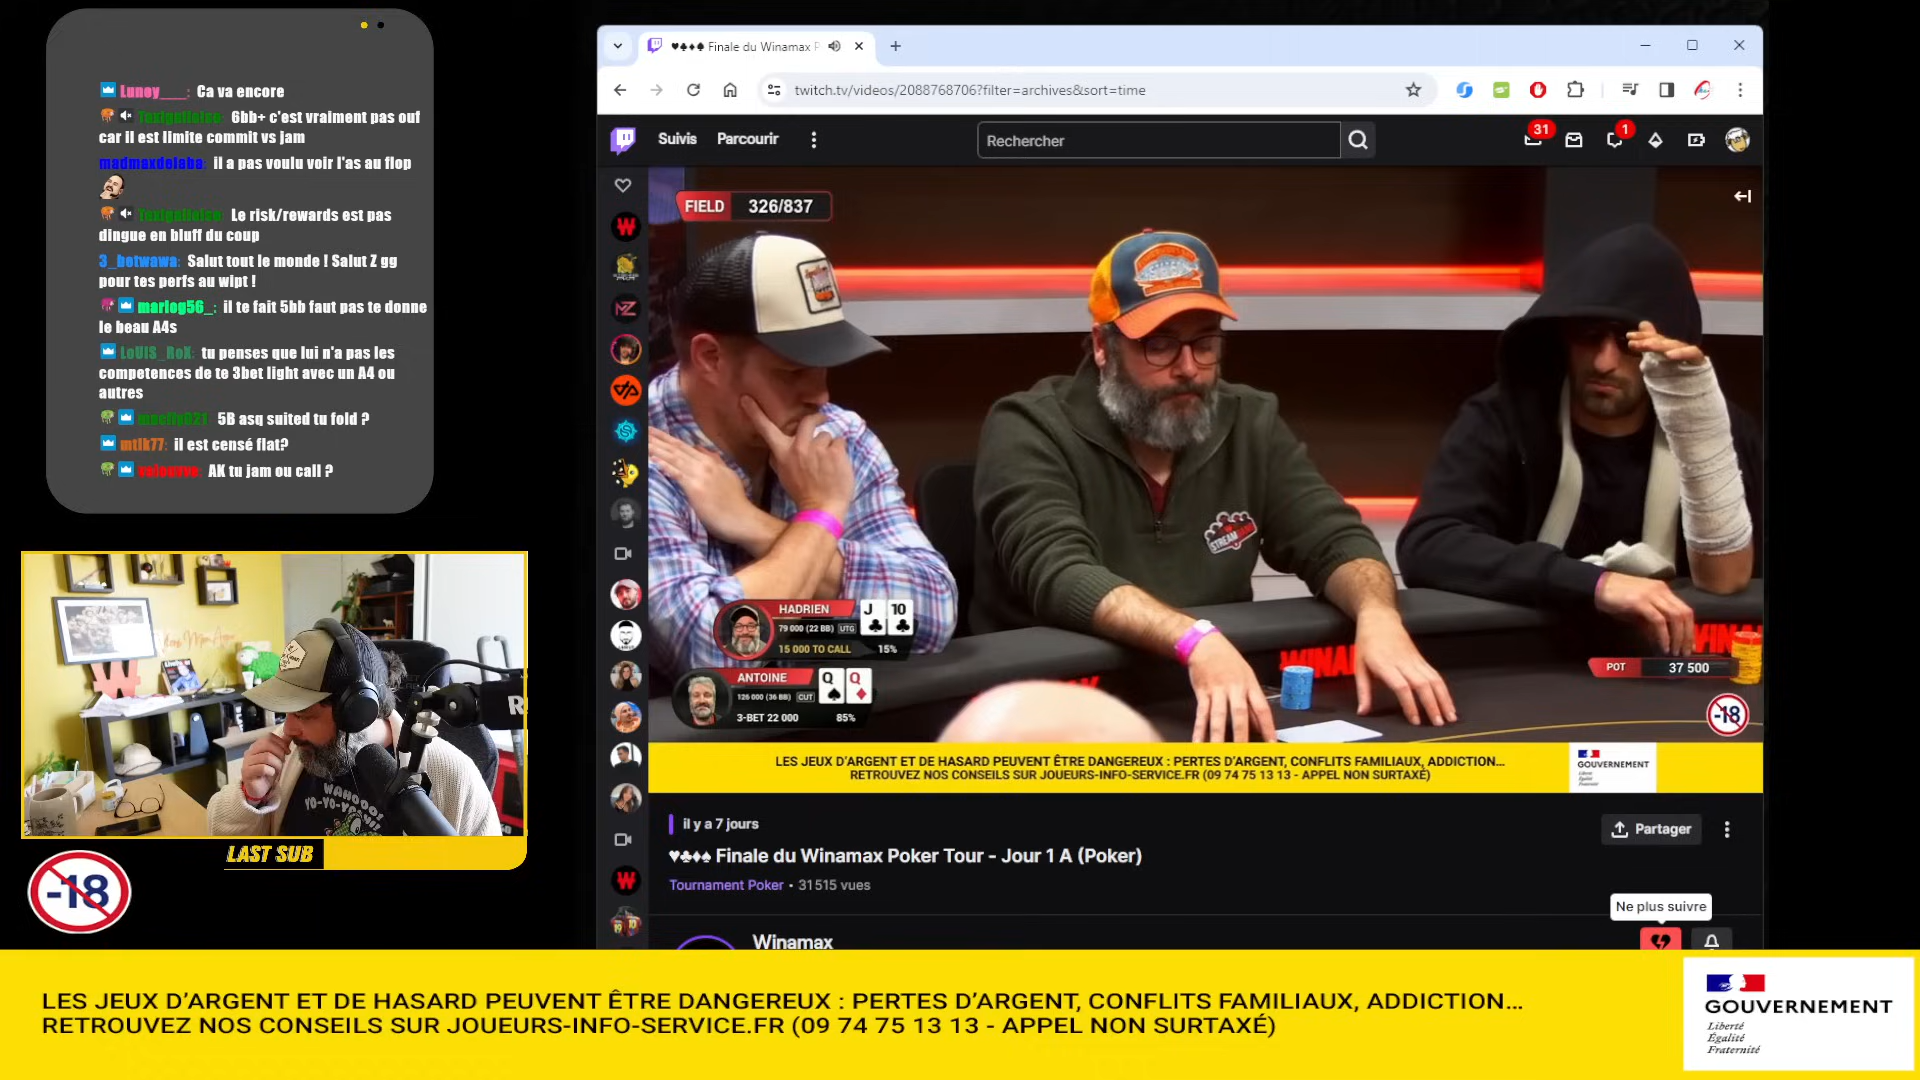 Lunoy___: Ca va encore
6bb+ c'est vraiment pas ouf
car il est limite commit vs jam
madmaxdelaba: il a pas voulu voir l'as au flop
Le risk/rewards est pas
dingue en bluff du coup
3_betwawa: Salut tout le monde ! Salut Z gg
pour tes perfs au wipt !
marlog56_: il te fait 5bb faut pas te donne
le beau A4s
LoUIS_RoX: tu penses que lui n'a pas les
competences de te 3bet light avec un A4 ou
autres
5B asq suited tu fold ?
mtlk77: il est censé flat?
AK tu jam ou call ?
LAST SUB
-18
♥♣♦♠ Finale du Winamax P
twitch.tv/videos/2088768706?filter=archives&sort=time
Suivis
Parcourir
Rechercher
31
1
FIELD 326/837
STREAM
HADRIEN
J 10
79 000 (22 BB) UTG
15 000 TO CALL 15%
ANTOINE
Q Q
126 000 (36 BB) CUT
3-BET 22 000 85%
POT 37 500
-18
LES JEUX D'ARGENT ET DE HASARD PEUVENT ÊTRE DANGEREUX : PERTES D'ARGENT, CONFLITS FAMILIAUX, ADDICTION...
RETROUVEZ NOS CONSEILS SUR JOUEURS-INFO-SERVICE.FR (09 74 75 13 13 - APPEL NON SURTAXÉ)
GOUVERNEMENT
il y a 7 jours
Partager
♥♣♦♠ Finale du Winamax Poker Tour - Jour 1 A (Poker)
Tournament Poker • 31 515 vues
Ne plus suivre
Winamax
WAHOOO!
YO-YO-Y
LES JEUX D'ARGENT ET DE HASARD PEUVENT ÊTRE DANGEREUX : PERTES D'ARGENT, CONFLITS FAMILIAUX, ADDICTION...
RETROUVEZ NOS CONSEILS SUR JOUEURS-INFO-SERVICE.FR (09 74 75 13 13 - APPEL NON SURTAXÉ)
GOUVERNEMENT
Liberté
Égalité
Fraternité